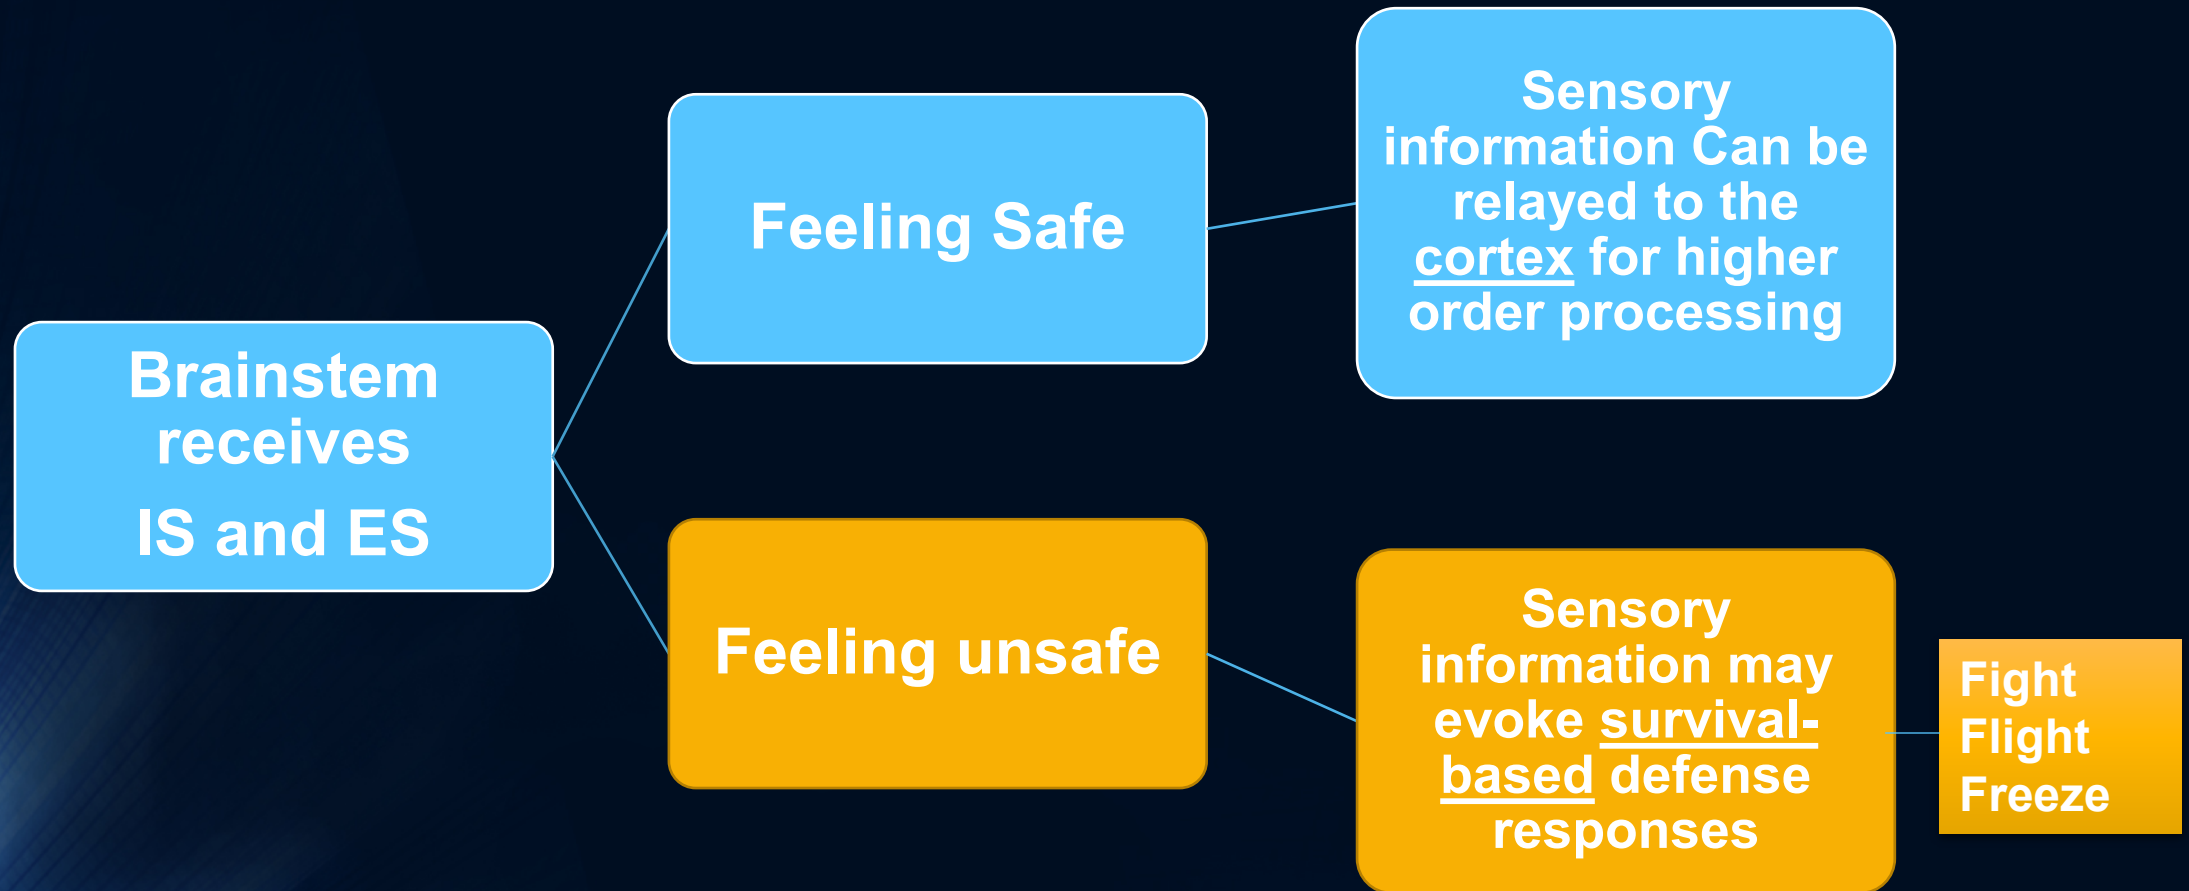 Brainstem
receives
IS and ES
Feeling Safe
Sensory
information Can be
relayed to the
cortex for higher
order processing
Feeling unsafe
Sensory
information may
evoke survival-
based defense
responses
Fight
Flight
Freeze